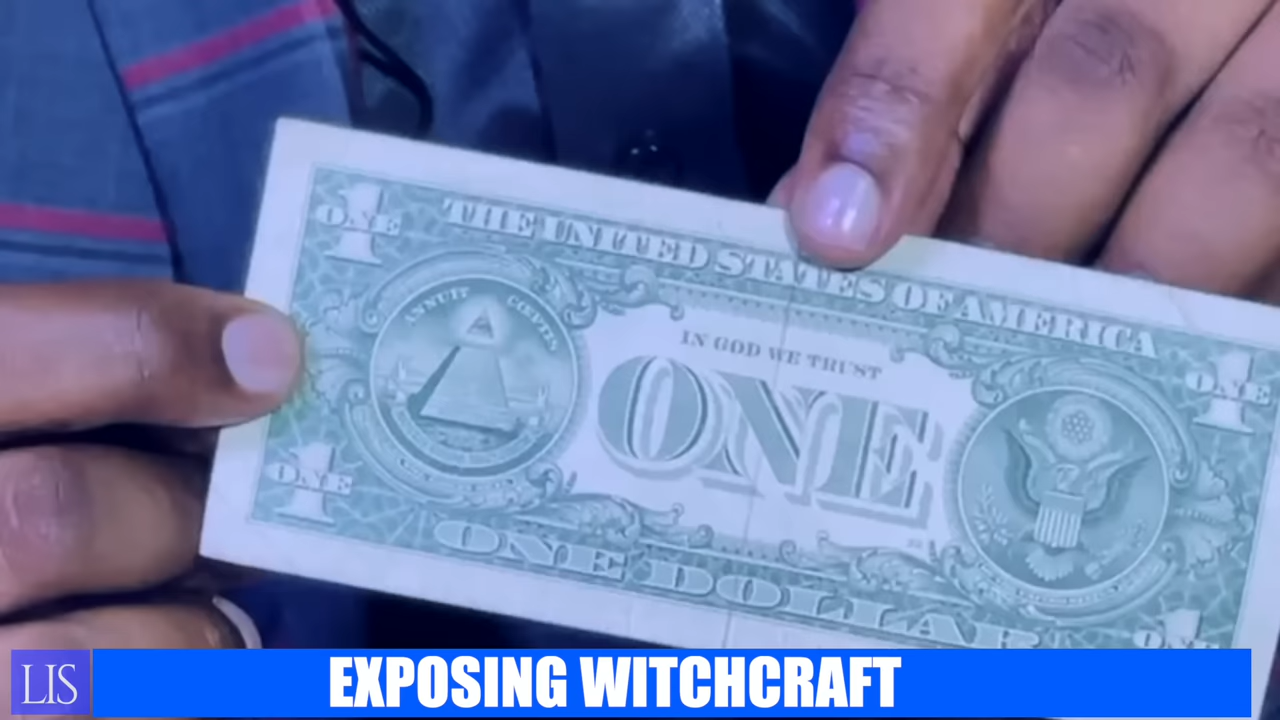 THE UNITED STATES OF AMERICA
ONE
ONE
ANNUIT COEPTIS
IN GOD WE TRUST
ONE
ONE
ONE
ONE DOLLAR
LIS
EXPOSING WITCHCRAFT